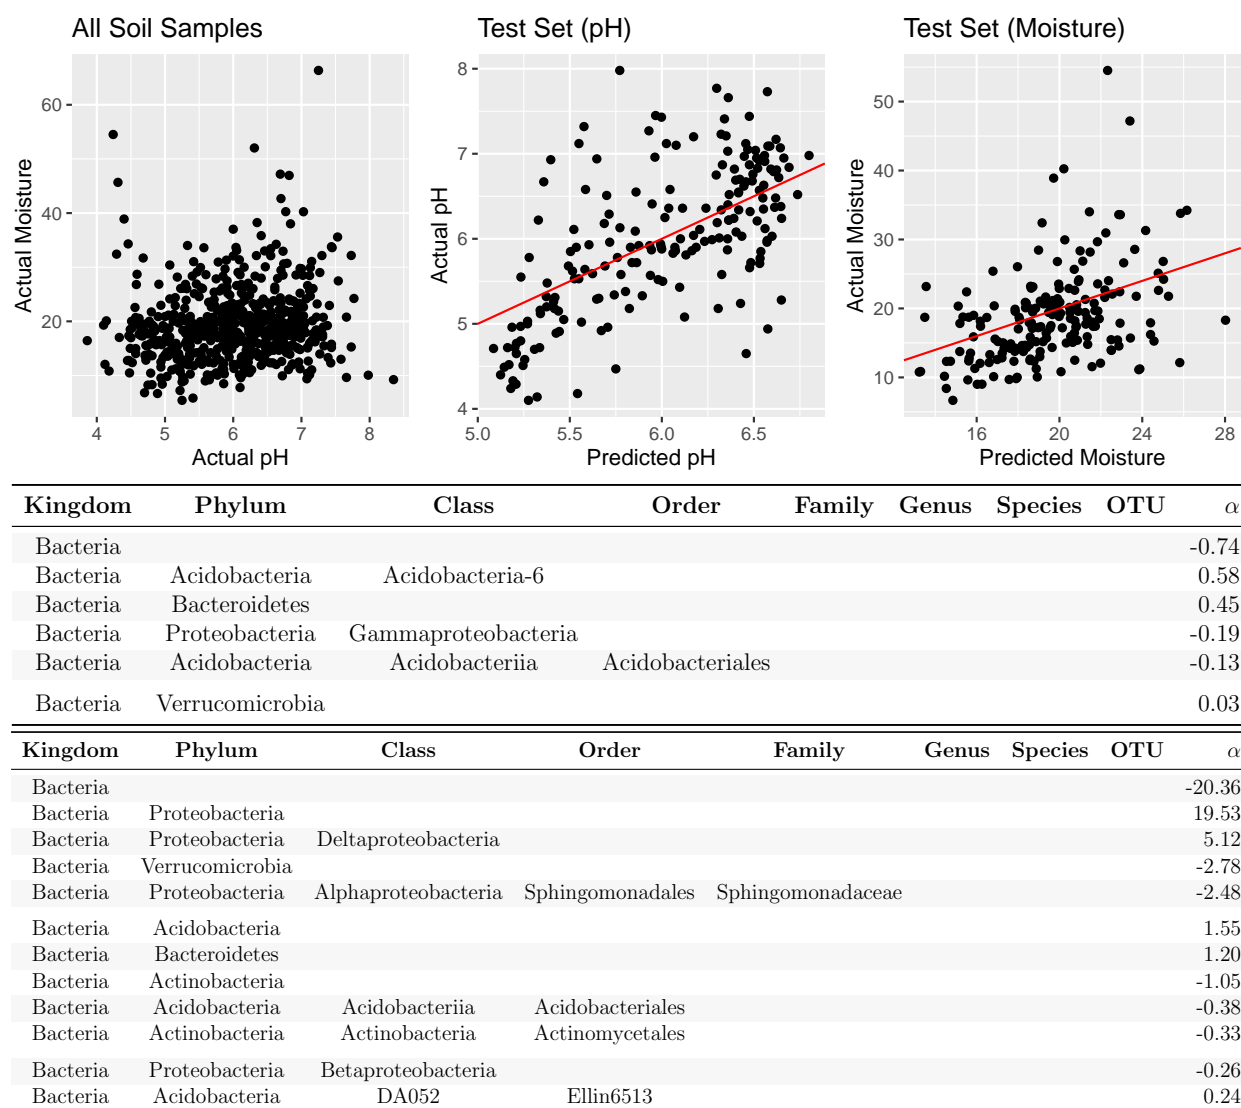 All Soil Samples
Test Set (pH)
Test Set (Moisture)
Actual Moisture
60
40
20
4 5 6 7 8
Actual pH
Actual pH
8
7
6
5
4
5.0 5.5 6.0 6.5
Predicted pH
Actual Moisture
50
40
30
20
10
16 20 24 28
Predicted Moisture
Kingdom Phylum Class Order Family Genus Species OTU α
Bacteria -0.74
Bacteria Acidobacteria Acidobacteria-6 0.58
Bacteria Bacteroidetes 0.45
Bacteria Proteobacteria Gammaproteobacteria -0.19
Bacteria Acidobacteria Acidobacteriia Acidobacteriales -0.13
Bacteria Verrucomicrobia 0.03
Kingdom Phylum Class Order Family Genus Species OTU α
Bacteria -20.36
Bacteria Proteobacteria 19.53
Bacteria Proteobacteria Deltaproteobacteria 5.12
Bacteria Verrucomicrobia -2.78
Bacteria Proteobacteria Alphaproteobacteria Sphingomonadales Sphingomonadaceae -2.48
Bacteria Acidobacteria 1.55
Bacteria Bacteroidetes 1.20
Bacteria Actinobacteria -1.05
Bacteria Acidobacteria Acidobacteriia Acidobacteriales -0.38
Bacteria Actinobacteria Actinobacteria Actinomycetales -0.33
Bacteria Proteobacteria Betaproteobacteria -0.26
Bacteria Acidobacteria DA052 Ellin6513 0.24